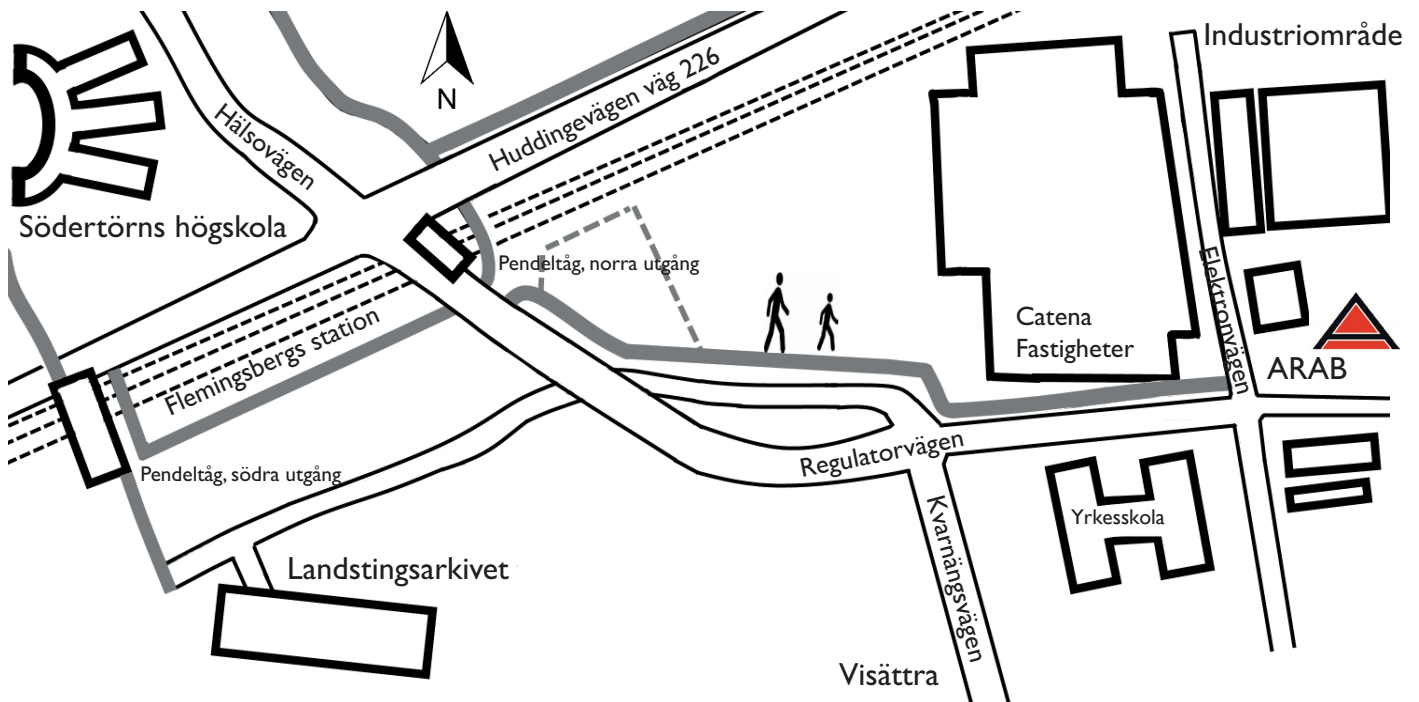 Industriområde
N
Huddingevägen väg 226
Hälsovägen
Södertörns högskola
Pendeltåg, norra utgång
Elektronvägen
Flemingsbergs station
Catena
Fastigheter
ARAB
Pendeltåg, södra utgång
Regulatorvägen
Yrkesskola
Kvarnängsvägen
Landstingsarkivet
Visättra